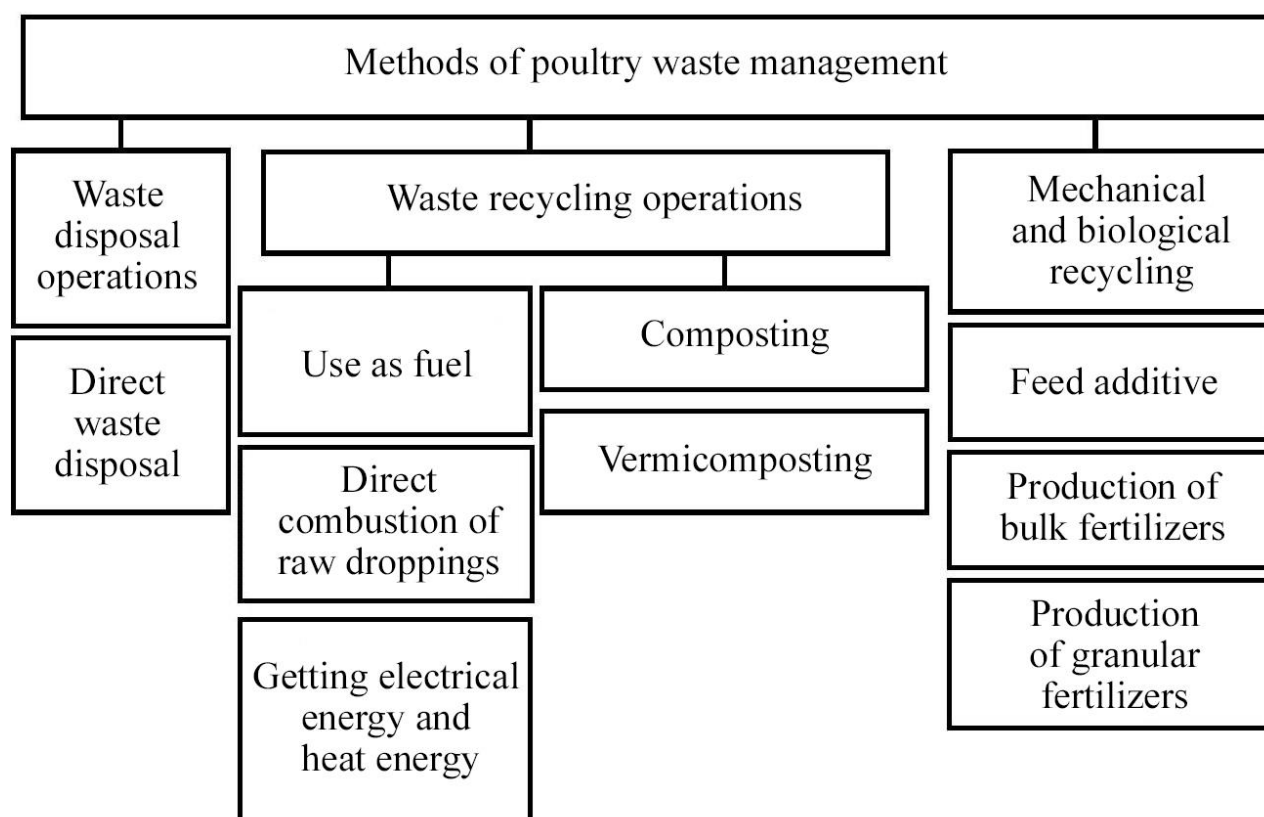 Methods of poultry waste management
Waste
disposal
operations
Direct
waste
disposal
Waste recycling operations
Use as fuel
Direct
combustion of
raw droppings
Getting electrical
energy and
heat energy
Composting
Vermicomposting
Mechanical
and biological
recycling
Feed additive
Production of
bulk fertilizers
Production
of granular
fertilizers